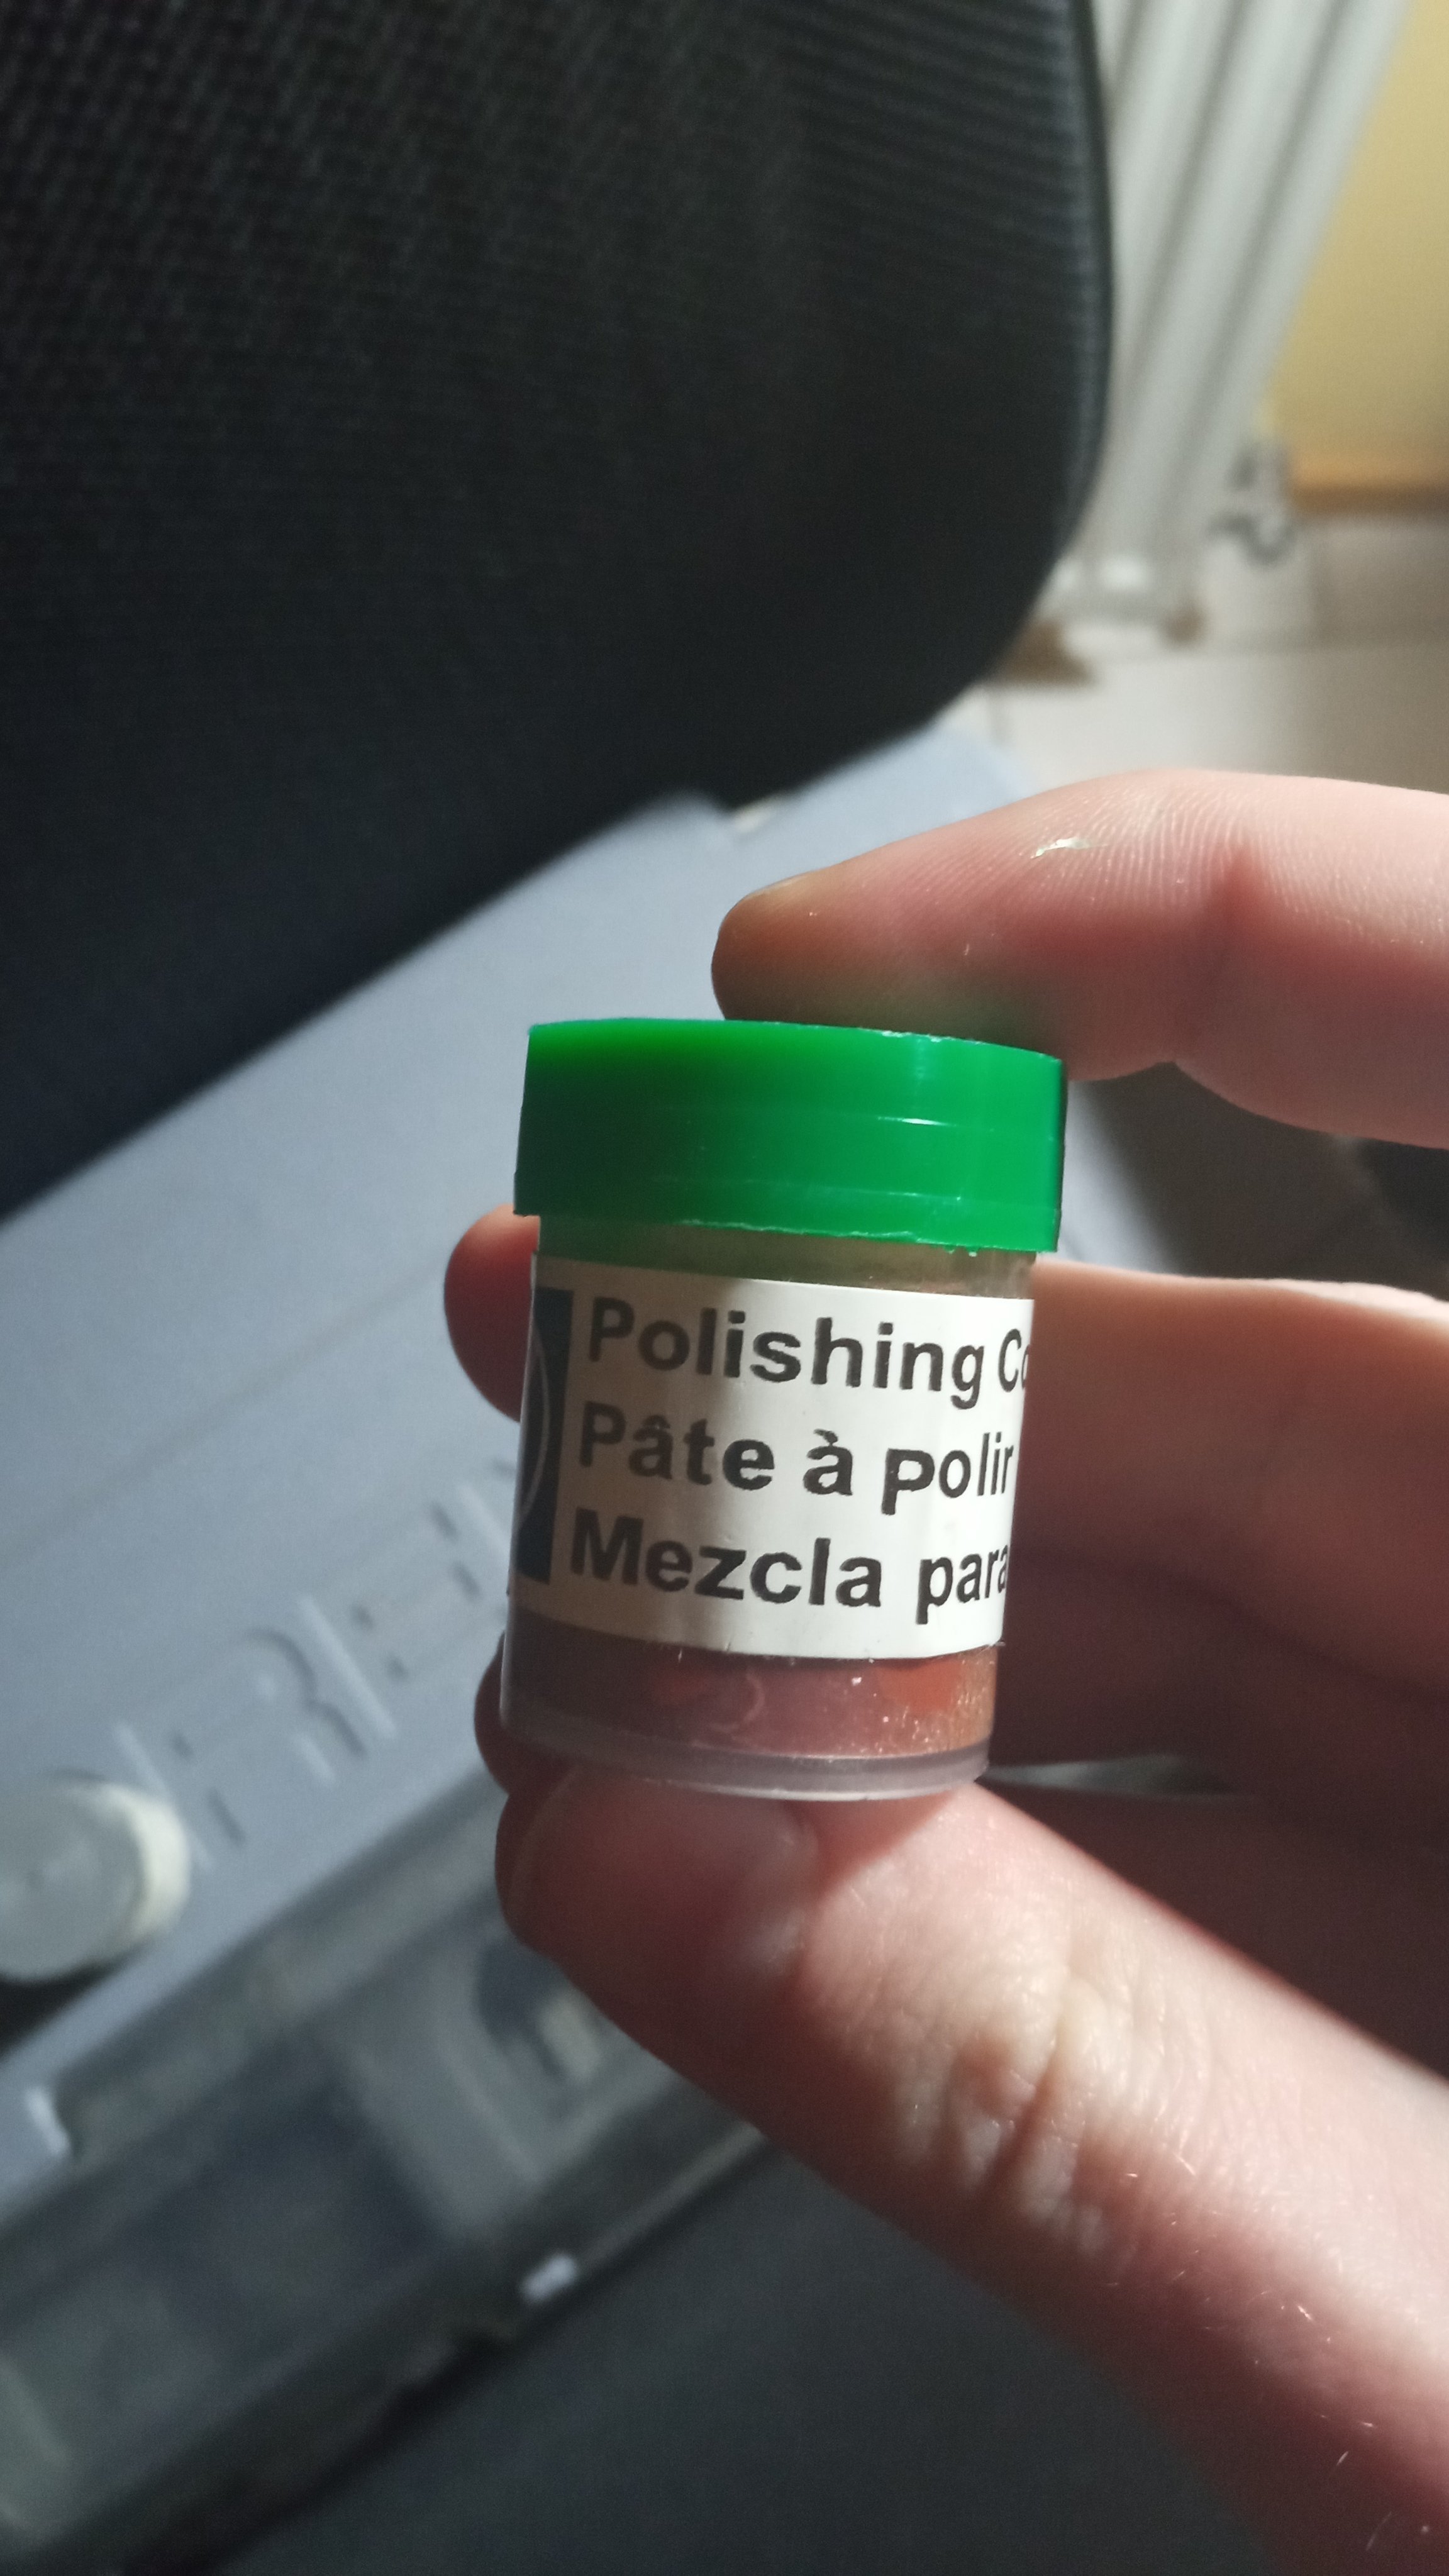 Polishing Co
Pâte à polir
Mezcla para